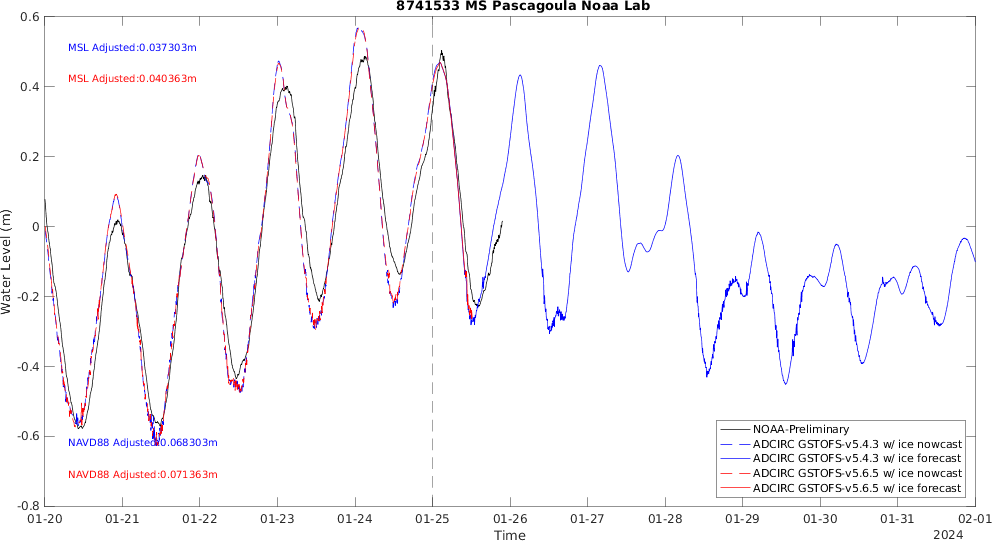 8741533 MS Pascagoula Noaa Lab
0.6
0.4
0.2
0
-0.2
-0.4
-0.6
-0.8
Water Level (m)
MSL Adjusted:0.037303m
MSL Adjusted:0.040363m
NAVD88 Adjusted:0.068303m
NAVD88 Adjusted:0.071363m
NOAA-Preliminary
ADCIRC GSTOFS-v5.4.3 w/ ice nowcast
ADCIRC GSTOFS-v5.4.3 w/ ice forecast
ADCIRC GSTOFS-v5.6.5 w/ ice nowcast
ADCIRC GSTOFS-v5.6.5 w/ ice forecast
01-20 01-21 01-22 01-23 01-24 01-25 01-26 01-27 01-28 01-29 01-30 01-31 02-01
Time
2024